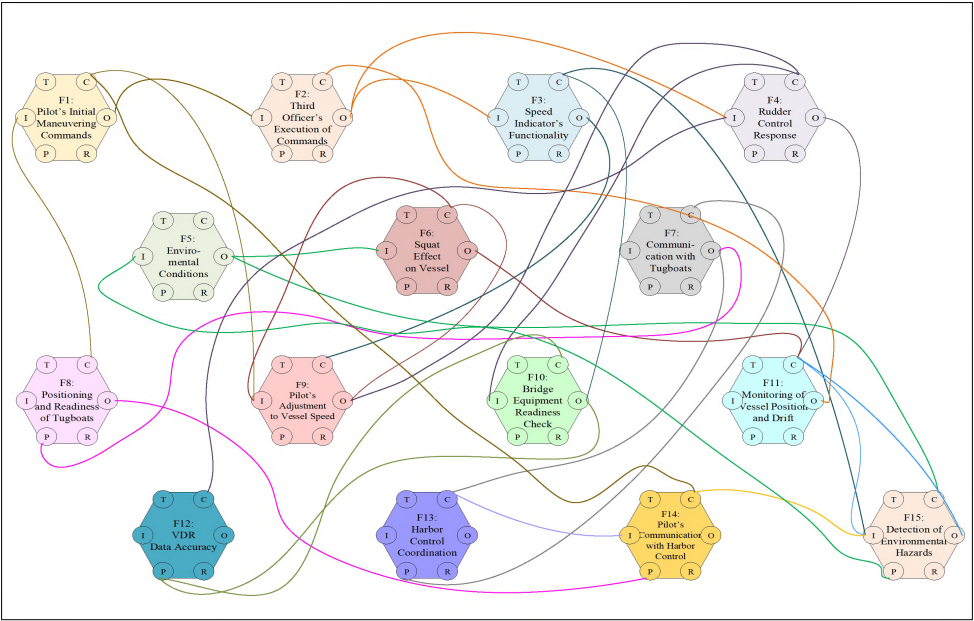 T C
F1:
Pilot's Initial
Maneuvering
Commands
I O
P R
T C
F2:
Third
Officer's
Execution of
Commands
I O
P R
T C
F3:
Speed
Indicator's
Functionality
I O
P R
T C
F4:
Rudder
Control
Response
I O
P R
T C
F5:
Enviro-
mental
Conditions
I O
P R
T C
F6:
Squat
Effect
on Vessel
I O
P R
T C
F7:
Communi-
cation with
Tugboats
I O
P R
T C
F8:
Positioning
and Readiness
of Tugboats
I O
P R
T C
F9:
Pilot's
Adjustment
to Vessel Speed
I O
P R
T C
F10:
Bridge
Equipment
Readiness
Check
I O
P R
T C
F11:
Monitoring of
Vessel Position
and Drift
I O
P R
T C
F12:
VDR
Data Accuracy
I O
P R
T C
F13:
Harbor
Control
Coordination
I O
P R
T C
F14:
Pilot's
Communication
with Harbor
Control
I O
P R
T C
F15:
Detection of
Environmental
Hazards
I O
P R